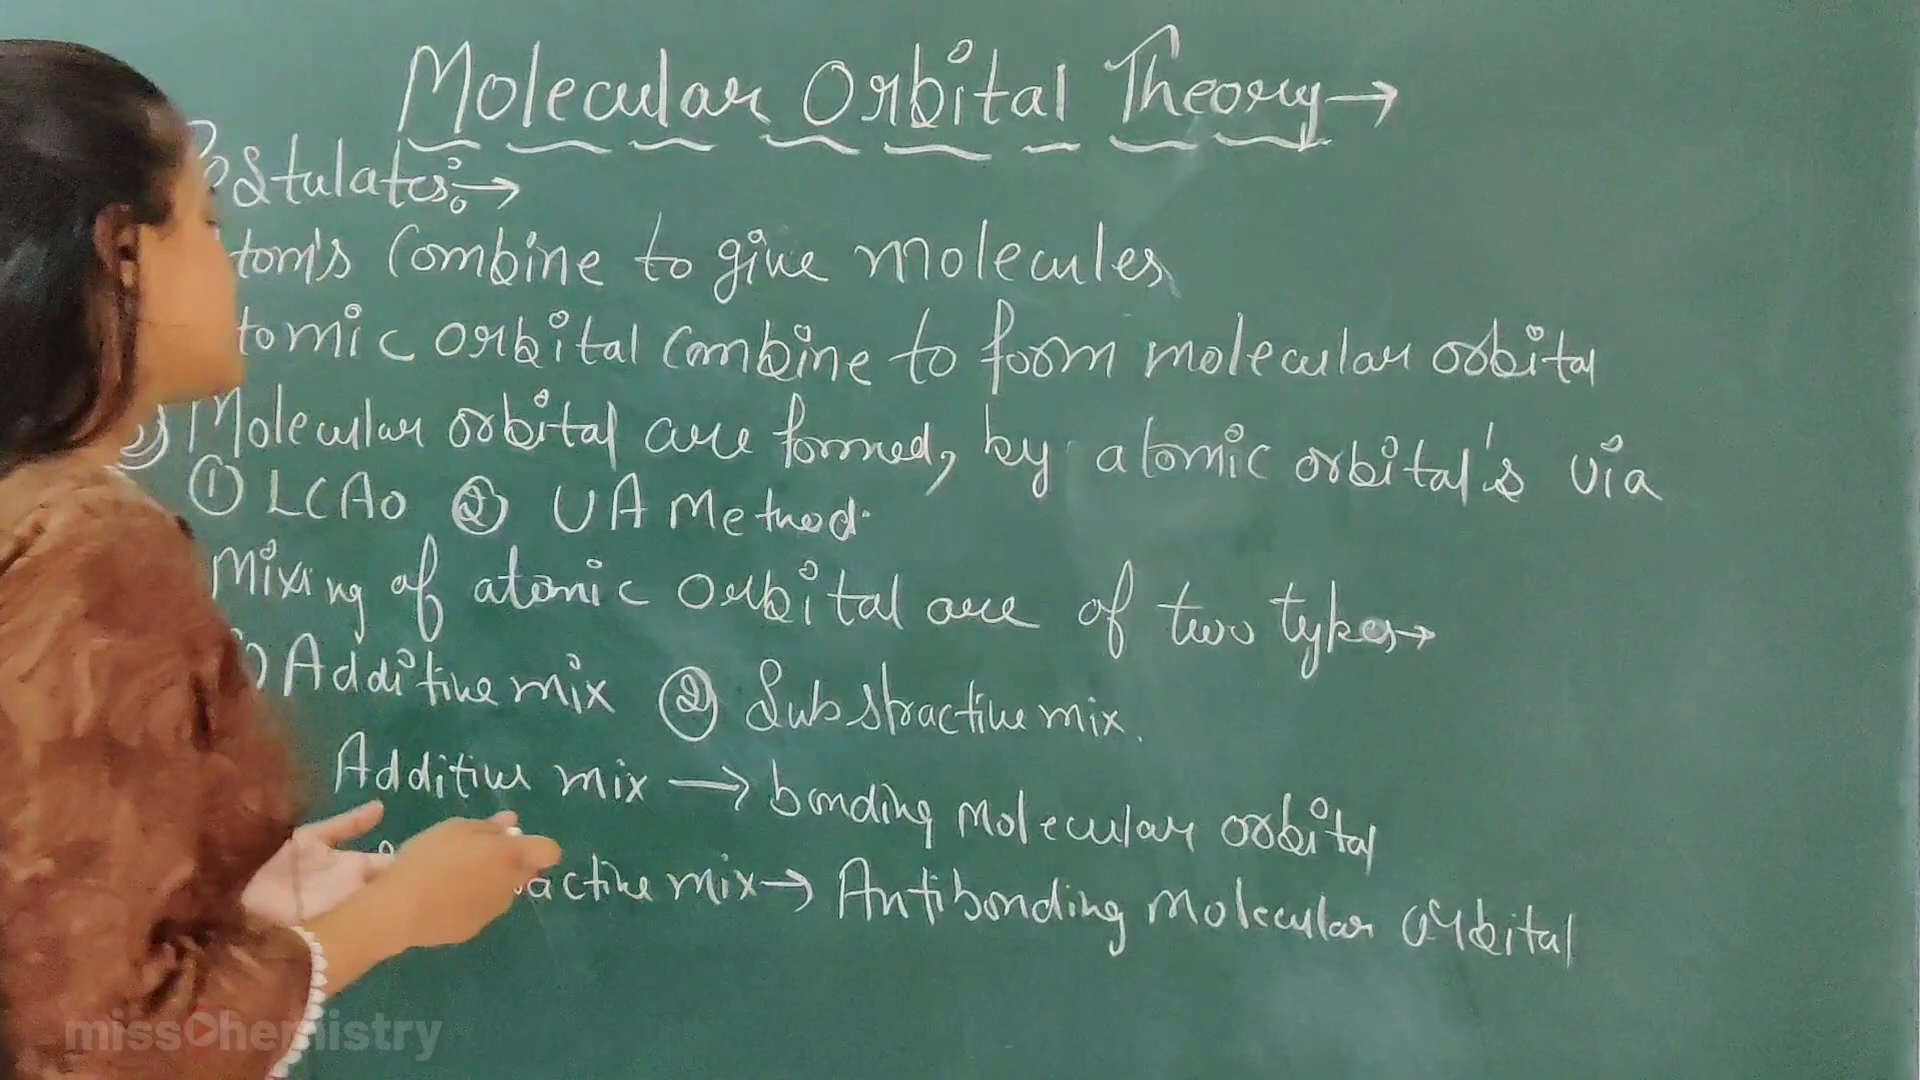 Molecular Orbital Theory→
Postulates:→
tom's Combine to give molecules
tomic orbital combine to form molecular orbital
Molecular orbital are formed, by atomic orbital's via
① LCAO ② UA Method.
Mixing of atomic orbital are of two types→
) Additive mix ② Substractive mix.
Additive mix → bonding Molecular orbital
active mix → Antibonding Molecular orbital
missChemistry